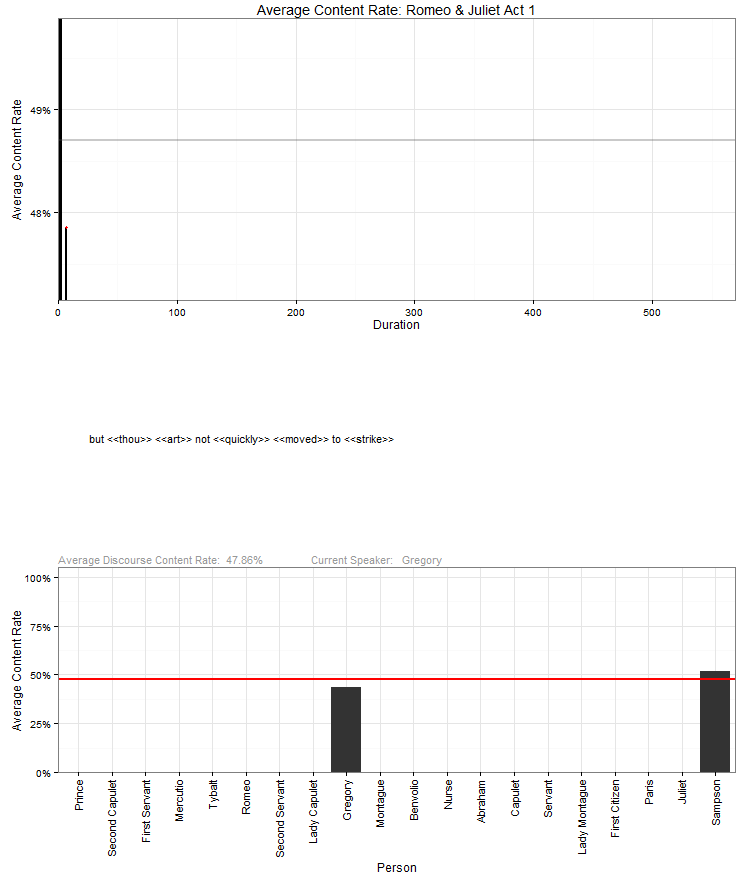 Average Content Rate: Romeo & Juliet Act 1
Average Content Rate
49%
48%
0 100 200 300 400 500
Duration
but <<thou>> <<art>> not <<quickly>> <<moved>> to <<strike>>
Average Discourse Content Rate: 47.86% Current Speaker: Gregory
Average Content Rate
100%
75%
50%
25%
0%
Prince
Second Capulet
First Servant
Mercutio
Tybalt
Romeo
Second Servant
Lady Capulet
Gregory
Montague
Benvolio
Nurse
Abraham
Capulet
Servant
Lady Montague
First Citizen
Paris
Juliet
Sampson
Person